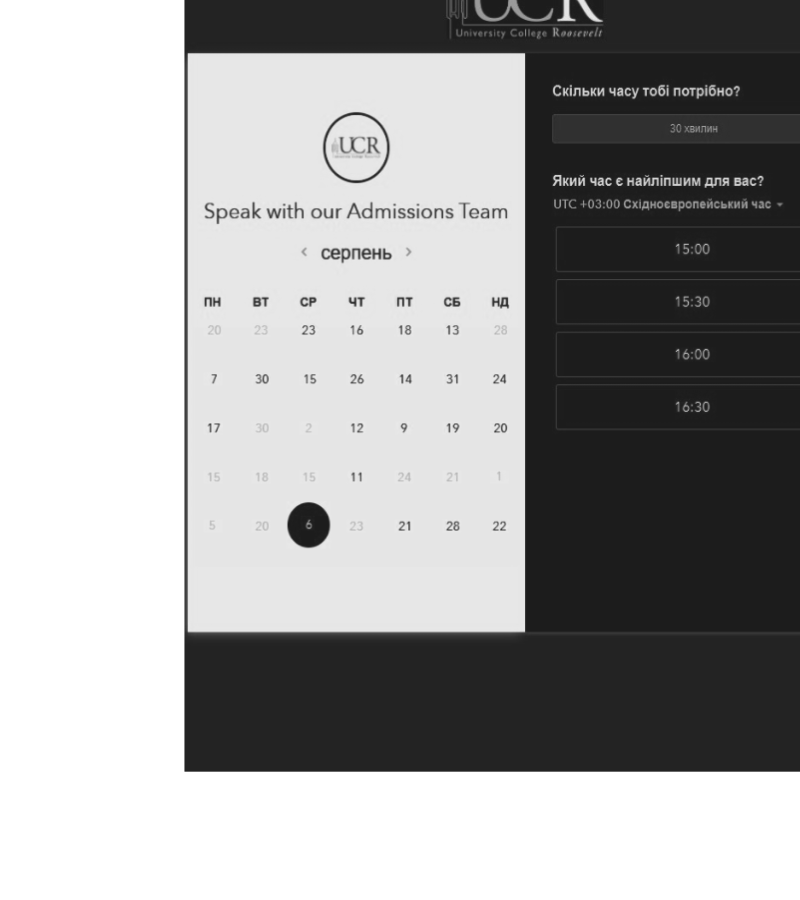 UCR
University College Roosevelt
UCR
Speak with our Admissions Team
< серпень >
ПН ВТ СР ЧТ ПТ СБ НД
20 23 23 16 18 13 28
7 30 15 26 14 31 24
17 30 2 12 9 19 20
15 18 15 11 24 21 1
5 20 6 23 21 28 22
Скільки часу тобі потрібно?
30 хвилин
Який час є найліпшим для вас?
UTC +03:00 Східноєвропейський час
15:00
15:30
16:00
16:30